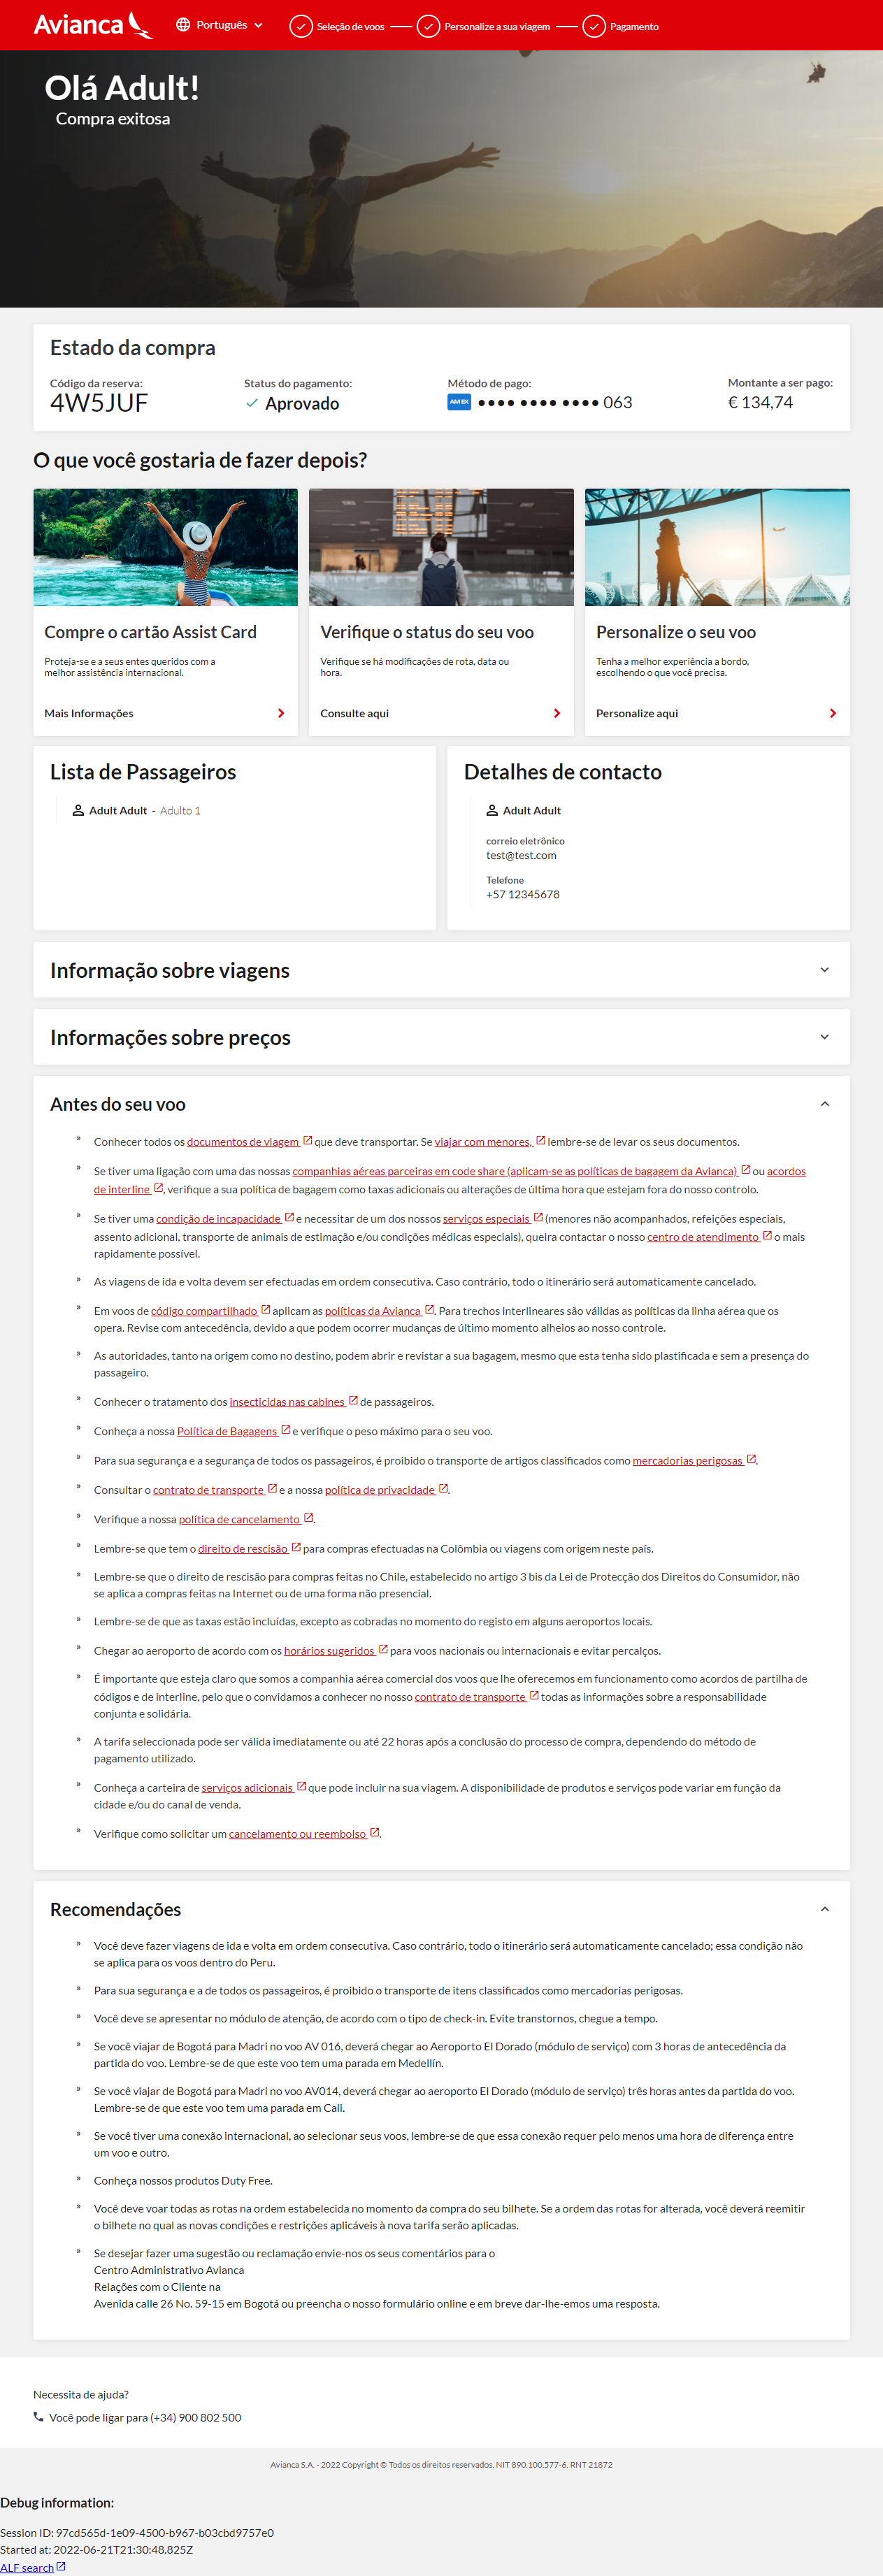 Avianca
Português
Seleção de voos
Personalize a sua viagem
Pagamento
Olá Adult!
Compra exitosa
Estado da compra
Código da reserva:
4W5JUF
Status do pagamento:
Aprovado
Método de pago:
AM EX •••• •••• •••• 063
Montante a ser pago:
€ 134,74
O que você gostaria de fazer depois?
Compre o cartão Assist Card
Proteja-se e a seus entes queridos com a
melhor assistência internacional.
Mais Informações
Verifique o status do seu voo
Verifique se há modificações de rota, data ou
hora.
Consulte aqui
Personalize o seu voo
Tenha a melhor experiência a bordo,
escolhendo o que você precisa.
Personalize aqui
Lista de Passageiros
Adult Adult - Adulto 1
Detalhes de contacto
Adult Adult
correio eletrônico
test@test.com
Telefone
+57 12345678
Informação sobre viagens
Informações sobre preços
Antes do seu voo
» Conhecer todos os documentos de viagem que deve transportar. Se viajar com menores, lembre-se de levar os seus documentos.
» Se tiver uma ligação com uma das nossas companhias aéreas parceiras em code share (aplicam-se as políticas de bagagem da Avianca) ou acordos
de interline, verifique a sua política de bagagem como taxas adicionais ou alterações de última hora que estejam fora do nosso controlo.
» Se tiver uma condição de incapacidade e necessitar de um dos nossos serviços especiais (menores não acompanhados, refeições especiais,
assento adicional, transporte de animais de estimação e/ou condições médicas especiais), queira contactar o nosso centro de atendimento o mais
rapidamente possível.
» As viagens de ida e volta devem ser efectuadas em ordem consecutiva. Caso contrário, todo o itinerário será automaticamente cancelado.
» Em voos de código compartilhado aplicam as políticas da Avianca. Para trechos interlineares são válidas as políticas da linha aérea que os
opera. Revise com antecedência, devido a que podem ocorrer mudanças de último momento alheios ao nosso controle.
» As autoridades, tanto na origem como no destino, podem abrir e revistar a sua bagagem, mesmo que esta tenha sido plastificada e sem a presença do
passageiro.
» Conhecer o tratamento dos insecticidas nas cabines de passageiros.
» Conheça a nossa Política de Bagagens e verifique o peso máximo para o seu voo.
» Para sua segurança e a segurança de todos os passageiros, é proibido o transporte de artigos classificados como mercadorias perigosas.
» Consultar o contrato de transporte e a nossa política de privacidade.
» Verifique a nossa política de cancelamento.
» Lembre-se que tem o direito de rescisão para compras efectuadas na Colômbia ou viagens com origem neste país.
» Lembre-se que o direito de rescisão para compras feitas no Chile, estabelecido no artigo 3 bis da Lei de Protecção dos Direitos do Consumidor, não
se aplica a compras feitas na Internet ou de uma forma não presencial.
» Lembre-se de que as taxas estão incluídas, excepto as cobradas no momento do registo em alguns aeroportos locais.
» Chegar ao aeroporto de acordo com os horários sugeridos para voos nacionais ou internacionais e evitar percalços.
» É importante que esteja claro que somos a companhia aérea comercial dos voos que lhe oferecemos em funcionamento como acordos de partilha de
códigos e de interline, pelo que o convidamos a conhecer no nosso contrato de transporte todas as informações sobre a responsabilidade
conjunta e solidária.
» A tarifa seleccionada pode ser válida imediatamente ou até 22 horas após a conclusão do processo de compra, dependendo do método de
pagamento utilizado.
» Conheça a carteira de serviços adicionais que pode incluir na sua viagem. A disponibilidade de produtos e serviços pode variar em função da
cidade e/ou do canal de venda.
» Verifique como solicitar um cancelamento ou reembolso.
Recomendações
» Você deve fazer viagens de ida e volta em ordem consecutiva. Caso contrário, todo o itinerário será automaticamente cancelado; essa condição não
se aplica para os voos dentro do Peru.
» Para sua segurança e a de todos os passageiros, é proibido o transporte de itens classificados como mercadorias perigosas.
» Você deve se apresentar no módulo de atenção, de acordo com o tipo de check-in. Evite transtornos, chegue a tempo.
» Se você viajar de Bogotá para Madri no voo AV 016, deverá chegar ao Aeroporto El Dorado (módulo de serviço) com 3 horas de antecedência da
partida do voo. Lembre-se de que este voo tem uma parada em Medellín.
» Se você viajar de Bogotá para Madri no voo AV014, deverá chegar ao aeroporto El Dorado (módulo de serviço) três horas antes da partida do voo.
Lembre-se de que este voo tem uma parada em Cali.
» Se você tiver uma conexão internacional, ao selecionar seus voos, lembre-se de que essa conexão requer pelo menos uma hora de diferença entre
um voo e outro.
» Conheça nossos produtos Duty Free.
» Você deve voar todas as rotas na ordem estabelecida no momento da compra do seu bilhete. Se a ordem das rotas for alterada, você deverá reemitir
o bilhete no qual as novas condições e restrições aplicáveis à nova tarifa serão aplicadas.
» Se desejar fazer uma sugestão ou reclamação envie-nos os seus comentários para o
Centro Administrativo Avianca
Relações com o Cliente na
Avenida calle 26 No. 59-15 em Bogotá ou preencha o nosso formulário online e em breve dar-lhe-emos uma resposta.
Necessita de ajuda?
Você pode ligar para (+34) 900 802 500
Avianca S.A. - 2022 Copyright © Todos os direitos reservados. NIT 890.100.577-6. RNT 21872
Debug information:
Session ID: 97cd565d-1e09-4500-b967-b03cbd9757e0
Started at: 2022-06-21T21:30:48.825Z
ALF search